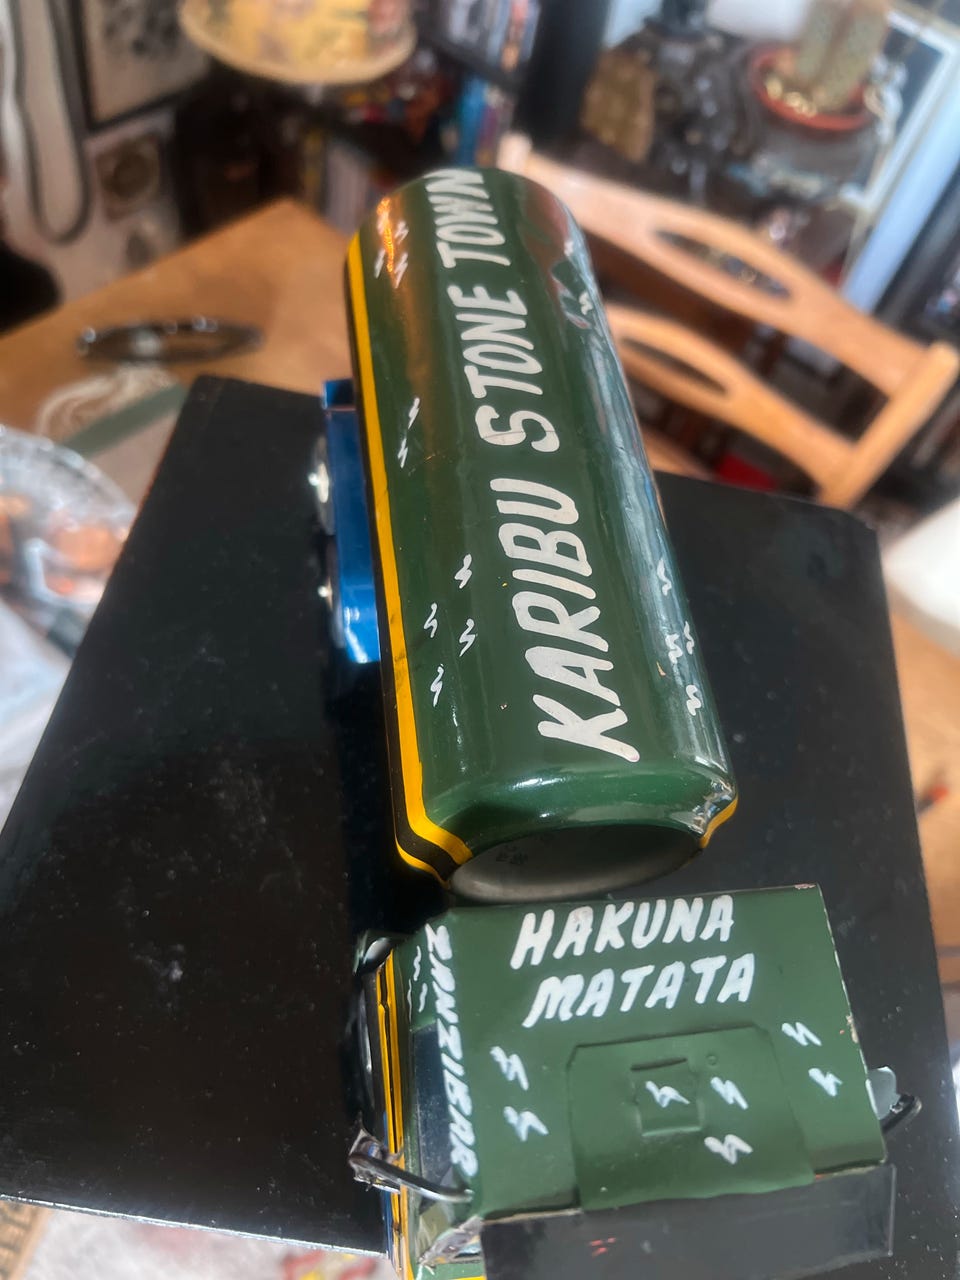 KARIBU STONE TOWN
HAKUNA
MATATA
ZANZIBAR